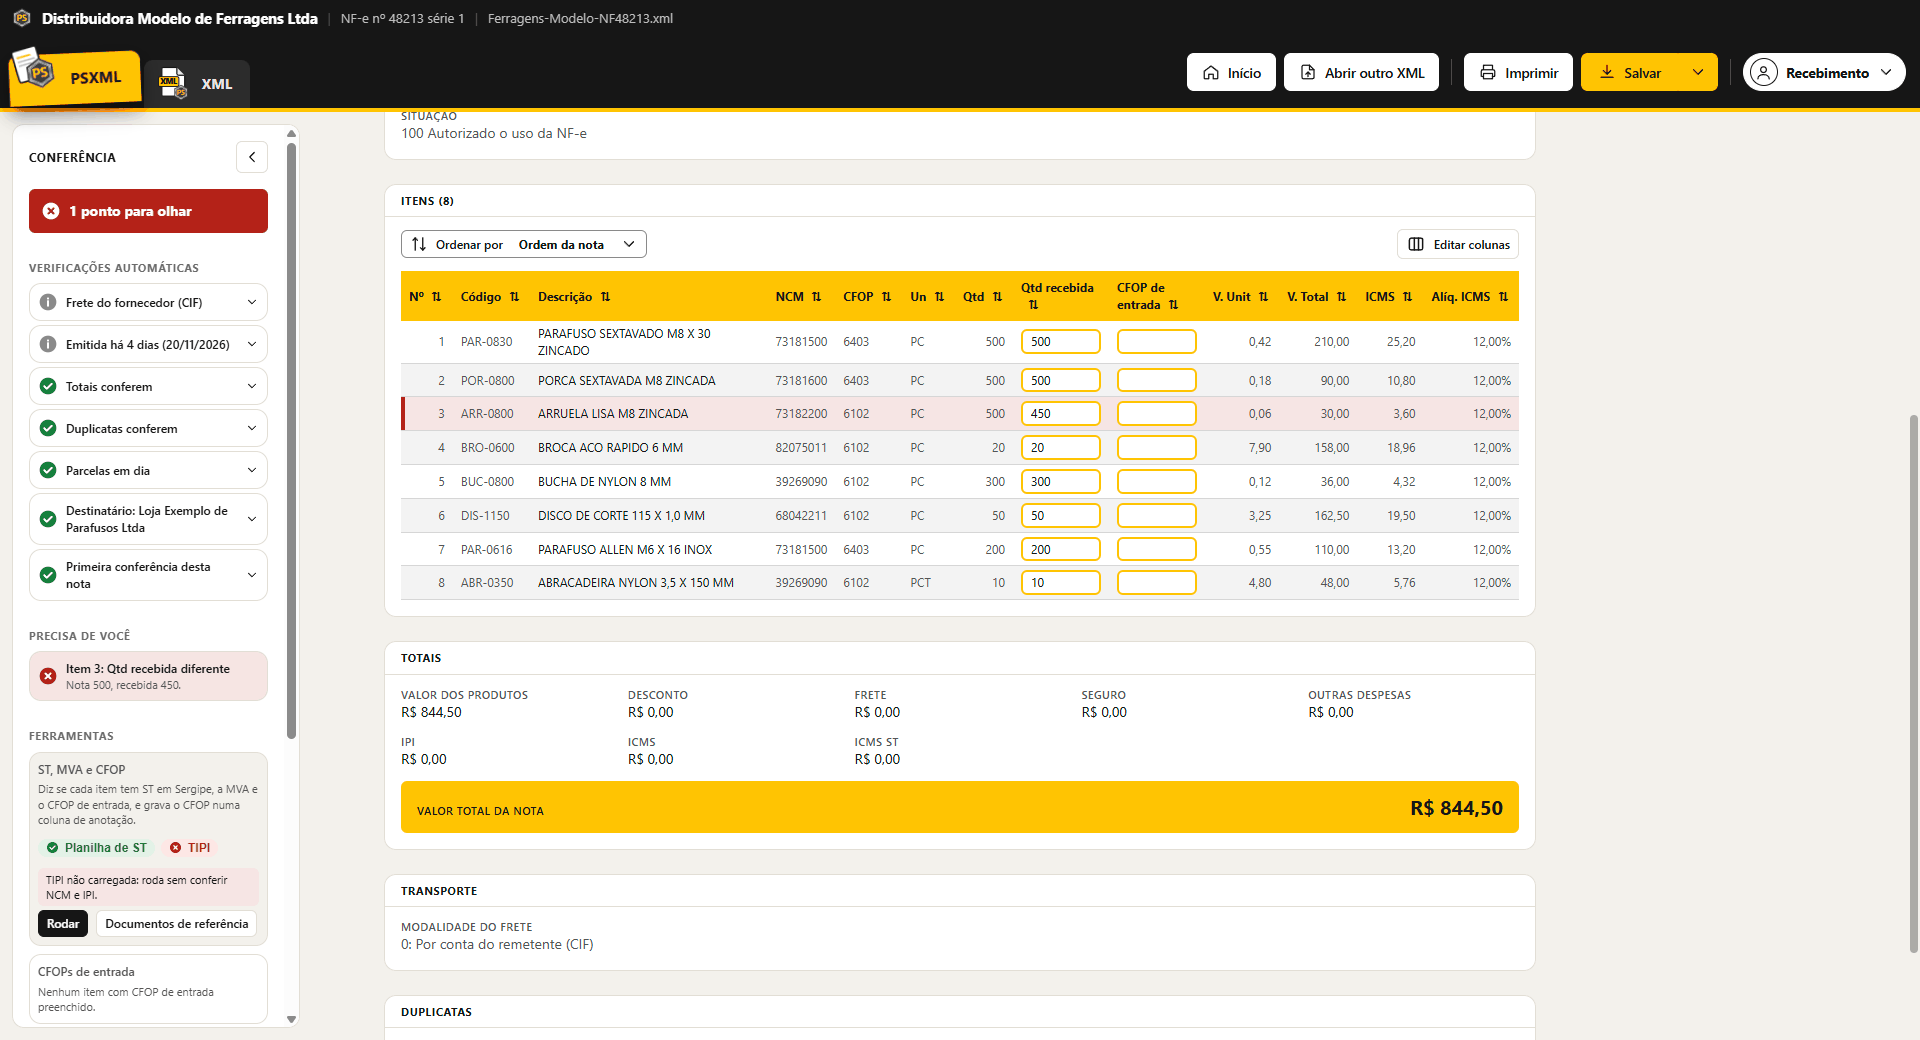 Distribuidora Modelo de Ferragens Ltda | NF-e nº 48213 série 1 | Ferragens-Modelo-NF48213.xml
PSXML
XML
Início
Abrir outro XML
Imprimir
Salvar
Recebimento
CONFERÊNCIA
1 ponto para olhar
VERIFICAÇÕES AUTOMÁTICAS
Frete do fornecedor (CIF)
Emitida há 4 dias (20/11/2026)
Totais conferem
Duplicatas conferem
Parcelas em dia
Destinatário: Loja Exemplo de
Parafusos Ltda
Primeira conferência desta
nota
PRECISA DE VOCÊ
Item 3: Qtd recebida diferente
Nota 500, recebida 450.
FERRAMENTAS
ST, MVA e CFOP
Diz se cada item tem ST em Sergipe, a MVA e
o CFOP de entrada, e grava o CFOP numa
coluna de anotação.
Planilha de ST TIPI
TIPI não carregada: roda sem conferir
NCM e IPI.
Rodar Documentos de referência
CFOPs de entrada
Nenhum item com CFOP de entrada
preenchido.
SITUAÇÃO
100 Autorizado o uso da NF-e
ITENS (8)
Ordenar por Ordem da nota
Editar colunas
Nº Código Descrição NCM CFOP Un Qtd Qtd recebida CFOP de entrada V. Unit V. Total ICMS Alíq. ICMS
1 PAR-0830 PARAFUSO SEXTAVADO M8 X 30 ZINCADO 73181500 6403 PC 500 500 0,42 210,00 25,20 12,00%
2 POR-0800 PORCA SEXTAVADA M8 ZINCADA 73181600 6403 PC 500 500 0,18 90,00 10,80 12,00%
3 ARR-0800 ARRUELA LISA M8 ZINCADA 73182200 6102 PC 500 450 0,06 30,00 3,60 12,00%
4 BRO-0600 BROCA ACO RAPIDO 6 MM 82075011 6102 PC 20 20 7,90 158,00 18,96 12,00%
5 BUC-0800 BUCHA DE NYLON 8 MM 39269090 6102 PC 300 300 0,12 36,00 4,32 12,00%
6 DIS-1150 DISCO DE CORTE 115 X 1,0 MM 68042211 6102 PC 50 50 3,25 162,50 19,50 12,00%
7 PAR-0616 PARAFUSO ALLEN M6 X 16 INOX 73181500 6403 PC 200 200 0,55 110,00 13,20 12,00%
8 ABR-0350 ABRACADEIRA NYLON 3,5 X 150 MM 39269090 6102 PCT 10 10 4,80 48,00 5,76 12,00%
TOTAIS
VALOR DOS PRODUTOS DESCONTO FRETE SEGURO OUTRAS DESPESAS
R$ 844,50 R$ 0,00 R$ 0,00 R$ 0,00 R$ 0,00
IPI ICMS ICMS ST
R$ 0,00 R$ 0,00 R$ 0,00
VALOR TOTAL DA NOTA R$ 844,50
TRANSPORTE
MODALIDADE DO FRETE
0: Por conta do remetente (CIF)
DUPLICATAS